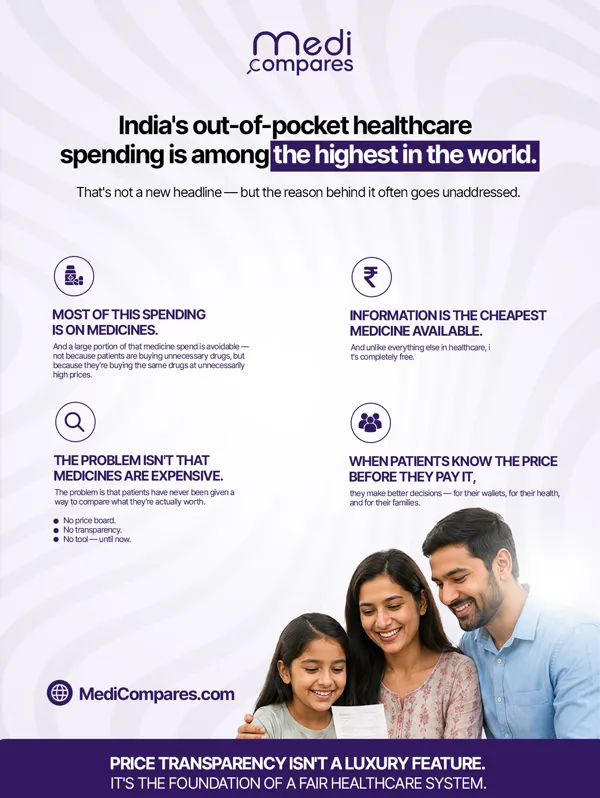 Medi
compares
India's out-of-pocket healthcare
spending is among the highest in the world.
That's not a new headline — but the reason behind it often goes unaddressed.
MOST OF THIS SPENDING
IS ON MEDICINES.
And a large portion of that medicine spend is avoidable —
not because patients are buying unnecessary drugs, but
because they're buying the same drugs at unnecessarily
high prices.
INFORMATION IS THE CHEAPEST
MEDICINE AVAILABLE.
And unlike everything else in healthcare, i
t's completely free.
THE PROBLEM ISN'T THAT
MEDICINES ARE EXPENSIVE.
The problem is that patients have never been given a
way to compare what they're actually worth.
No price board.
No transparency.
No tool — until now.
WHEN PATIENTS KNOW THE PRICE
BEFORE THEY PAY IT,
they make better decisions — for their wallets, for their health,
and for their families.
MediCompares.com
PRICE TRANSPARENCY ISN'T A LUXURY FEATURE.
IT'S THE FOUNDATION OF A FAIR HEALTHCARE SYSTEM.